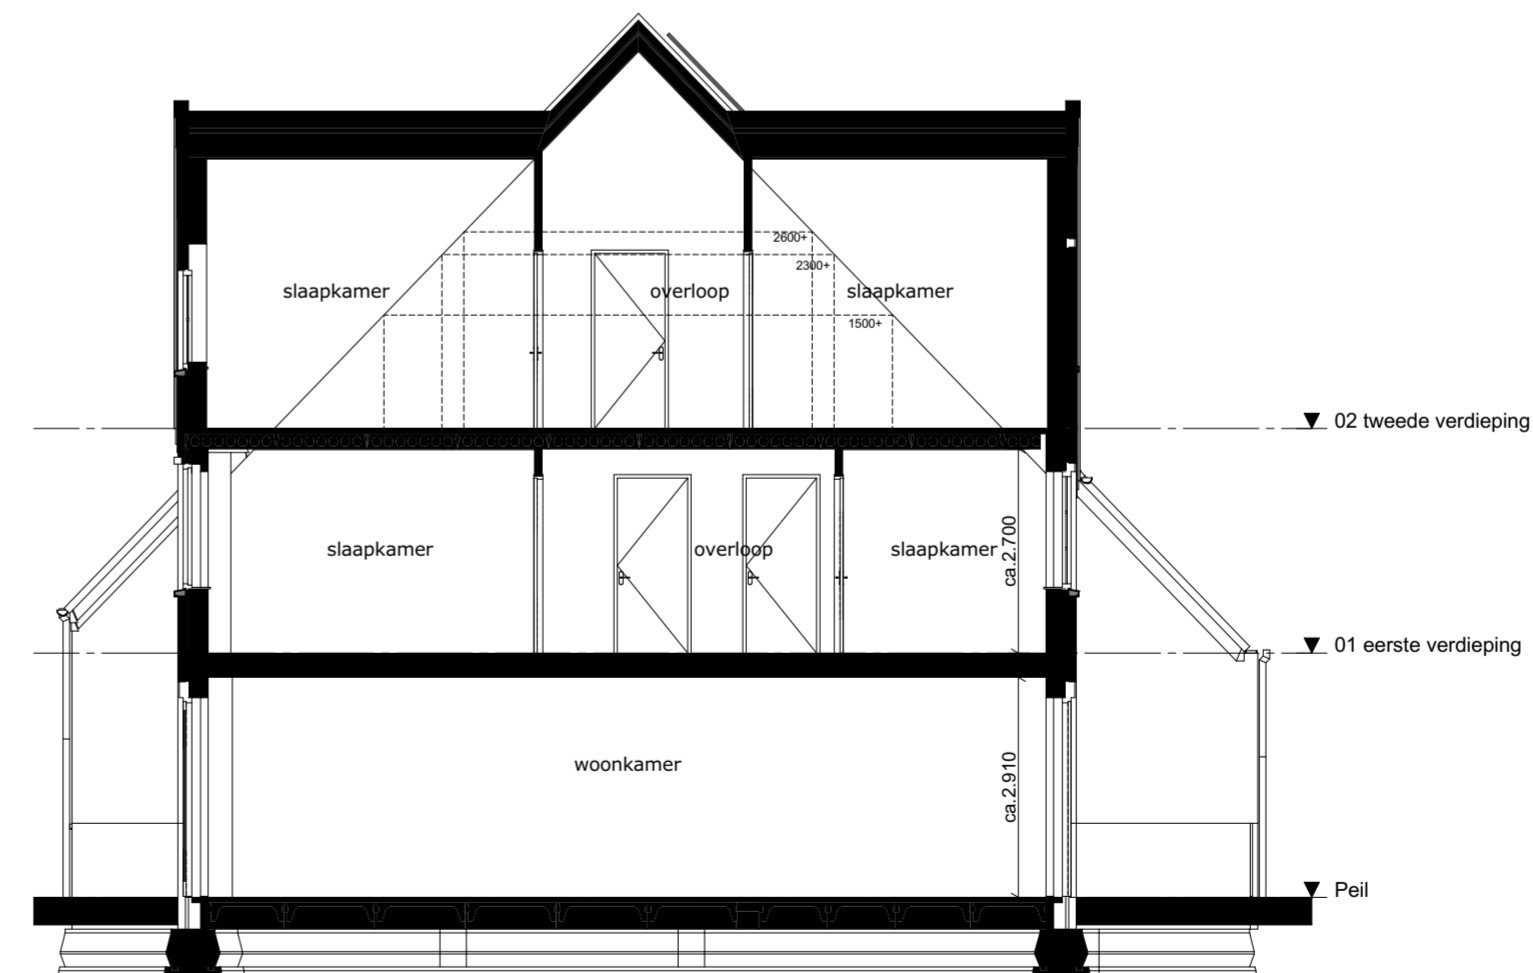 2600+
2300+
slaapkamer
overloop
slaapkamer
1500+
02 tweede verdieping
slaapkamer
overloop
slaapkamer
ca.2.700
01 eerste verdieping
woonkamer
ca.2.910
Peil